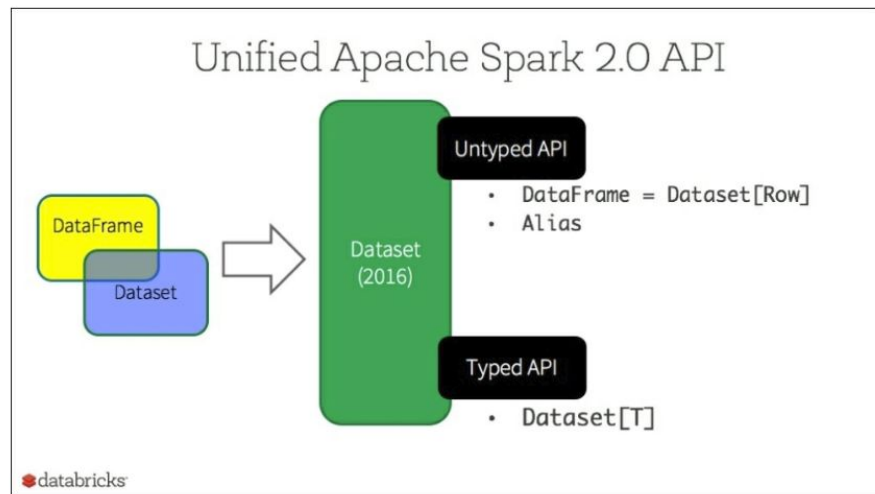 Unified Apache Spark 2.0 API
DataFrame
Dataset
Dataset
(2016)
Untyped API
• DataFrame = Dataset[Row]
• Alias
Typed API
• Dataset[T]
databricks